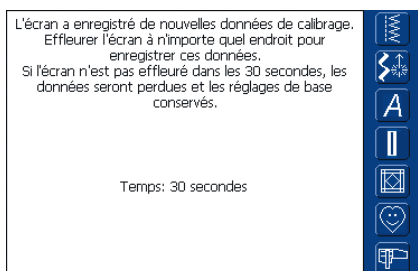 L'écran a enregistré de nouvelles données de calibrage.
Effleurer l'écran à n'importe quel endroit pour
enregistrer ces données.
Si l'écran n'est pas effleuré dans les 30 secondes, les
données seront perdues et les réglages de base
conservés.
Temps: 30 secondes
A